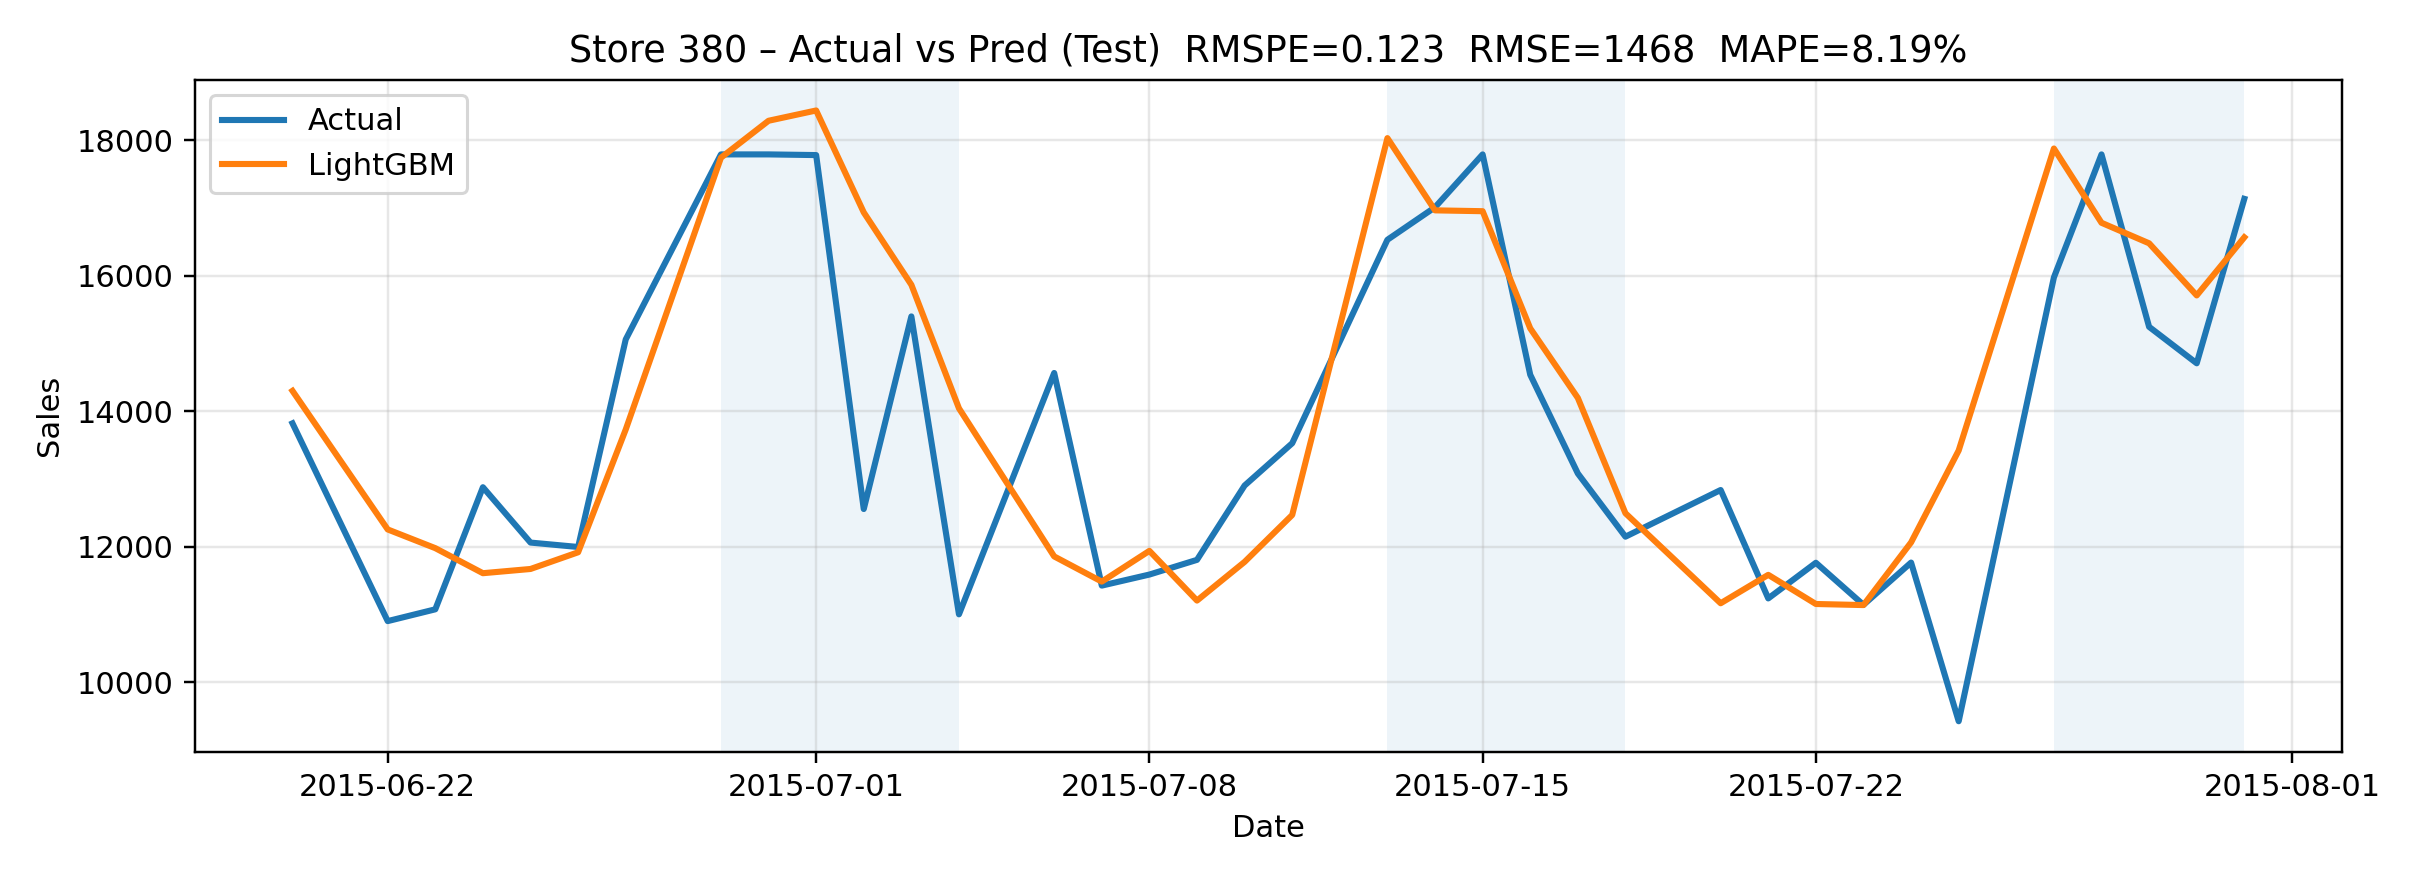 Store 380 – Actual vs Pred (Test)  RMSPE=0.123  RMSE=1468  MAPE=8.19%
Actual
LightGBM
18000
16000
14000
12000
10000
Sales
2015-06-22
2015-07-01
2015-07-08
2015-07-15
2015-07-22
2015-08-01
Date